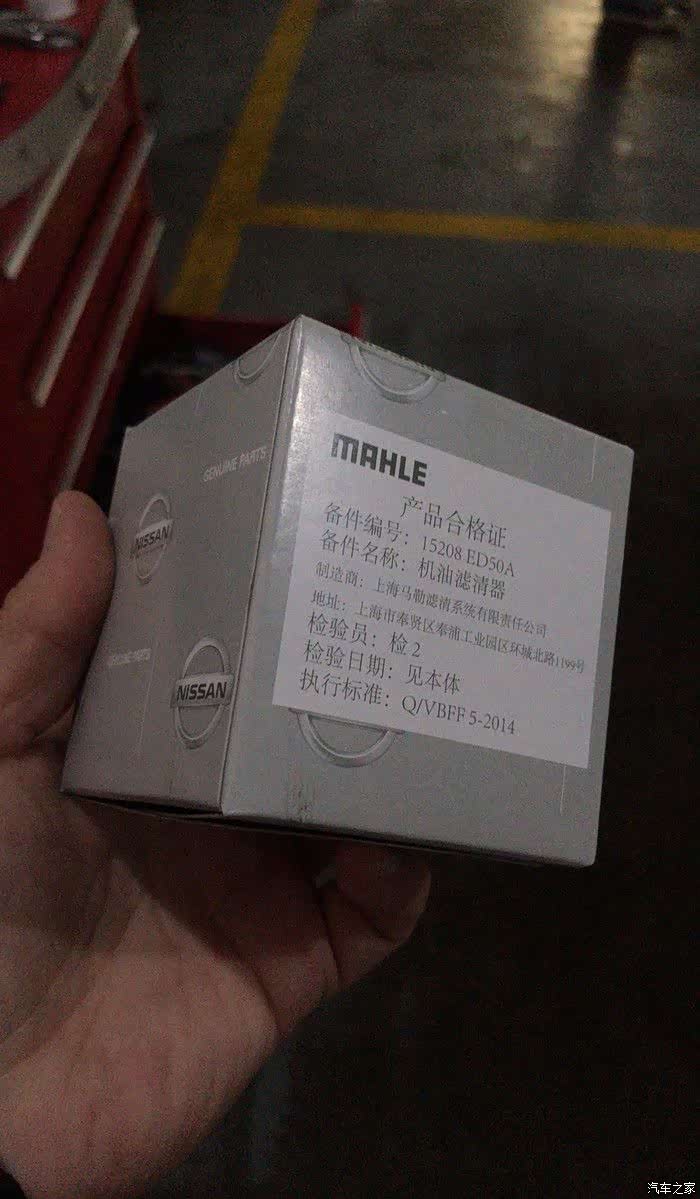 GENUINE PARTS
NISSAN
GENUINE PARTS
NISSAN
MAHLE
产品合格证
备件编号：15208 ED50A
备件名称：机油滤清器
制造商：上海马勒滤清系统有限责任公司
地址：上海市奉贤区奉浦工业园区环城北路1199号
检验员：检 2
检验日期：见本体
执行标准：Q/VBFF 5-2014
汽车之家